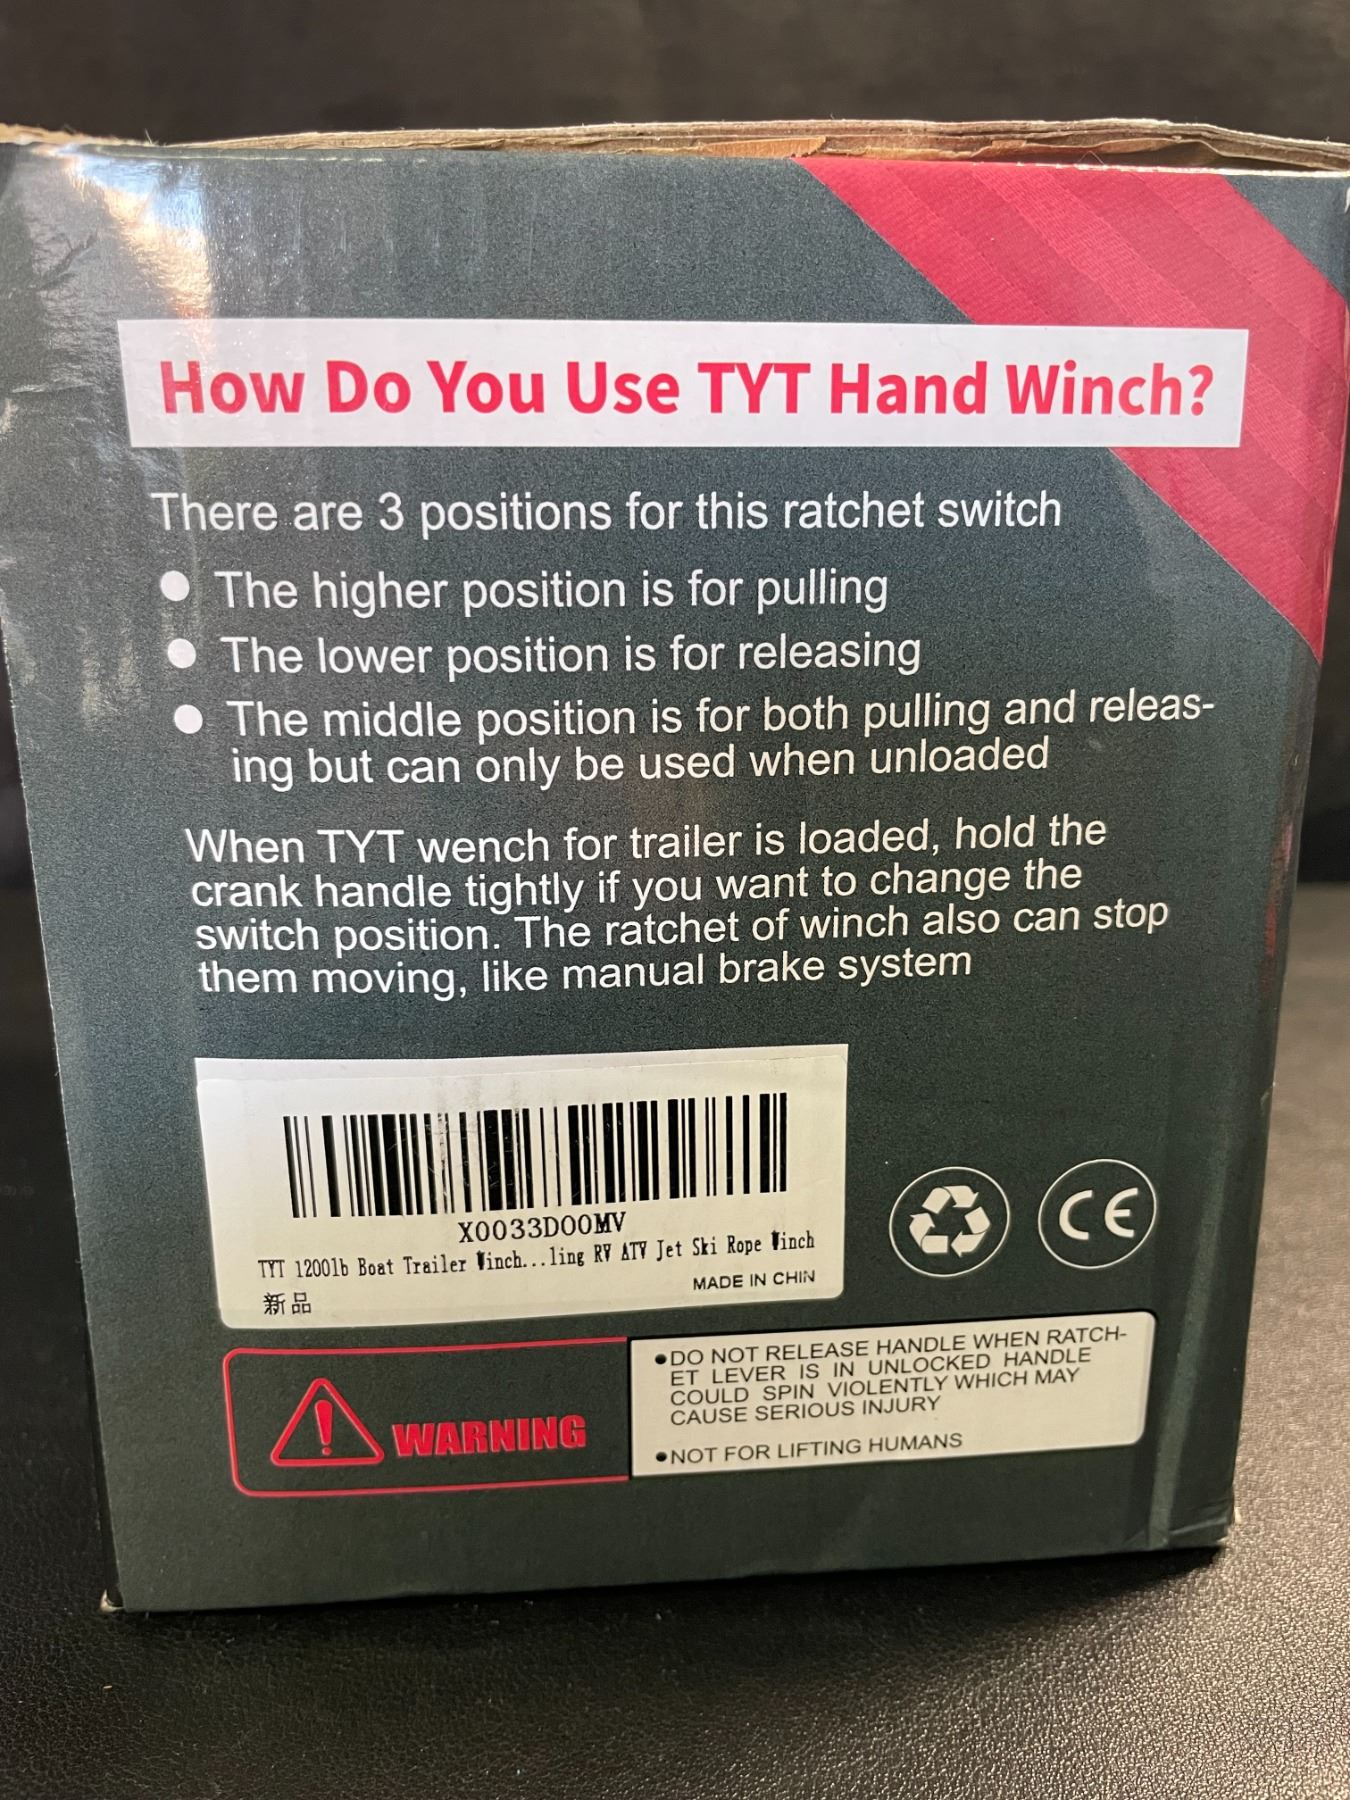 How Do You Use TYT Hand Winch?
There are 3 positions for this ratchet switch
● The higher position is for pulling
● The lower position is for releasing
● The middle position is for both pulling and releas-
ing but can only be used when unloaded
When TYT wench for trailer is loaded, hold the
crank handle tightly if you want to change the
switch position. The ratchet of winch also can stop
them moving, like manual brake system
X0033DOOMV
TYT 1200lb Boat Trailer Winch...ling RV ATV Jet Ski Rope Winch
新品
MADE IN CHIN
CE
WARNING
●DO NOT RELEASE HANDLE WHEN RATCH-
ET LEVER IS IN UNLOCKED HANDLE
COULD SPIN VIOLENTLY WHICH MAY
CAUSE SERIOUS INJURY
●NOT FOR LIFTING HUMANS